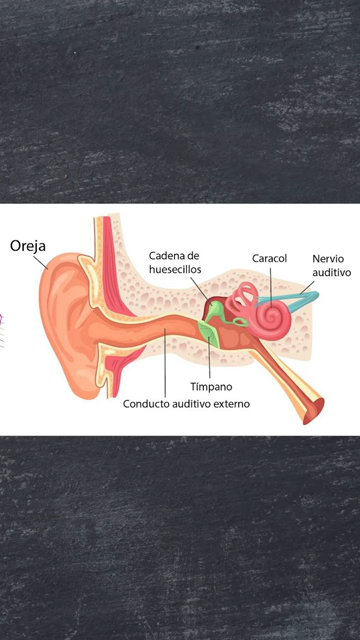 Oreja
Cadena de
huesecillos
Caracol
Nervio
auditivo
Tímpano
Conducto auditivo externo